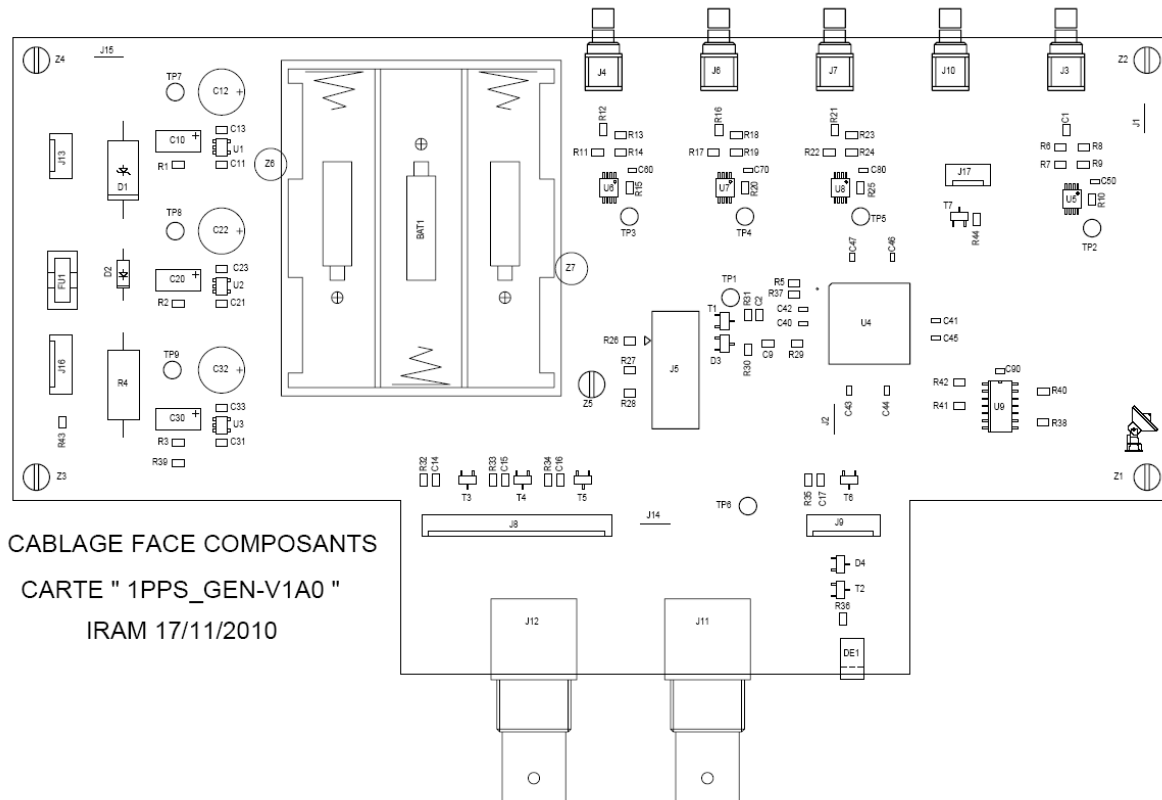 J15
J4
J6
J7
J10
J3
Z4
Z2
TP7
C12
R12
R16
R21
C1
J1
C13
C10
U1
R13
R18
R23
R6
R8
J13
R1
C11
Z6
R11
R14
R17
R19
R22
R24
R7
R9
D1
C60
C70
C80
J17
C50
U6
R15
U7
R20
U8
R25
U5
R10
TP8
C22
BAT1
TP3
TP4
TP5
T7
R44
TP2
D2
C23
C47
C46
FU1
C20
U2
Z7
R2
C21
TP1
R5
R37
T1
R31
C2
C42
C40
U4
C41
C45
TP9
J16
R4
C32
R26
R27
R28
J5
D3
R30
C9
R29
C90
Z5
R42
R41
U9
R40
R38
C33
C30
U3
C43
C44
J2
R43
R3
C31
R39
Z3
R32
C14
R33
C15
R34
C16
T3
T4
T5
R35
C17
T6
Z1
TP6
J8
J14
J9
CABLAGE FACE COMPOSANTS
CARTE " 1PPS_GEN-V1A0 "
IRAM 17/11/2010
D4
T2
R36
J12
J11
DE1